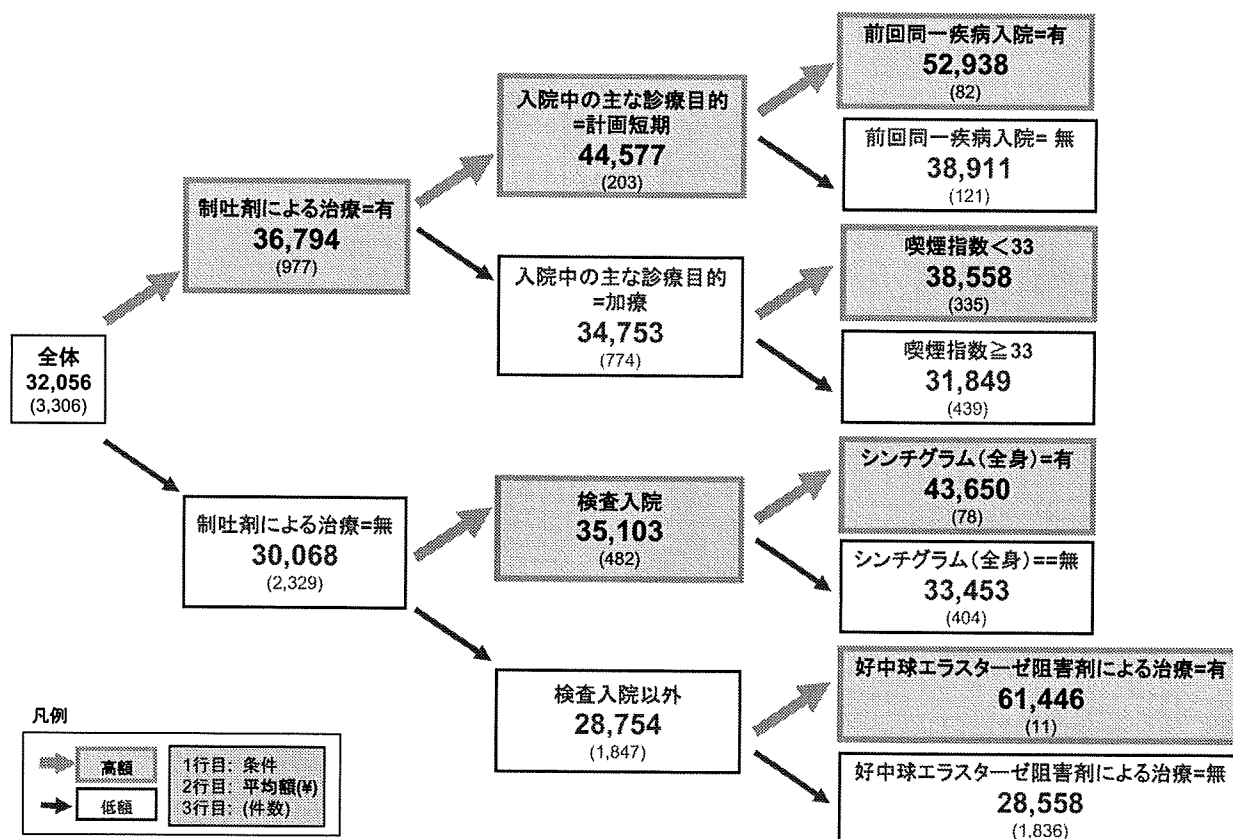 全体
32,056
(3,306)
制吐剤による治療=有
36,794
(977)
制吐剤による治療=無
30,068
(2,329)
入院中の主な診療目的
=計画短期
44,577
(203)
入院中の主な診療目的
=加療
34,753
(774)
検査入院
35,103
(482)
検査入院以外
28,754
(1,847)
前回同一疾病入院=有
52,938
(82)
前回同一疾病入院= 無
38,911
(121)
喫煙指数<33
38,558
(335)
喫煙指数≧33
31,849
(439)
シンチグラム(全身)=有
43,650
(78)
シンチグラム(全身)==無
33,453
(404)
好中球エラスターゼ阻害剤による治療=有
61,446
(11)
好中球エラスターゼ阻害剤による治療=無
28,558
(1,836)
凡例
高額
低額
1行目: 条件
2行目: 平均額(¥)
3行目: (件数)